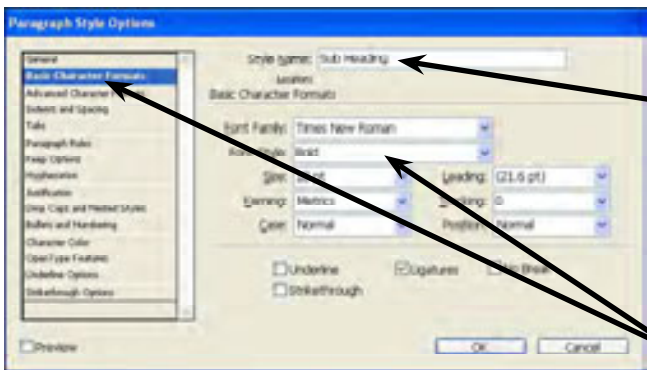 Paragraph Style Options
General
Basic Character Formats
Advanced Character
Indents and Spacing
Tabs
Paragraph Rules
Keep Options
Hyphenation
Justification
Drop Caps and Nested Styles
Bullets and Numbering
Character Color
OpenType Features
Underline Options
Strikethrough Options
Style Name: Sub Heading
Location:
Basic Character Formats
Font Family: Times New Roman
Font Style: Bold
Size: pt Leading: (21.6 pt)
Kerning: Metrics Tracking: 0
Case: Normal Position: Normal
Underline Ligatures No Break
Strikethrough
Preview OK Cancel